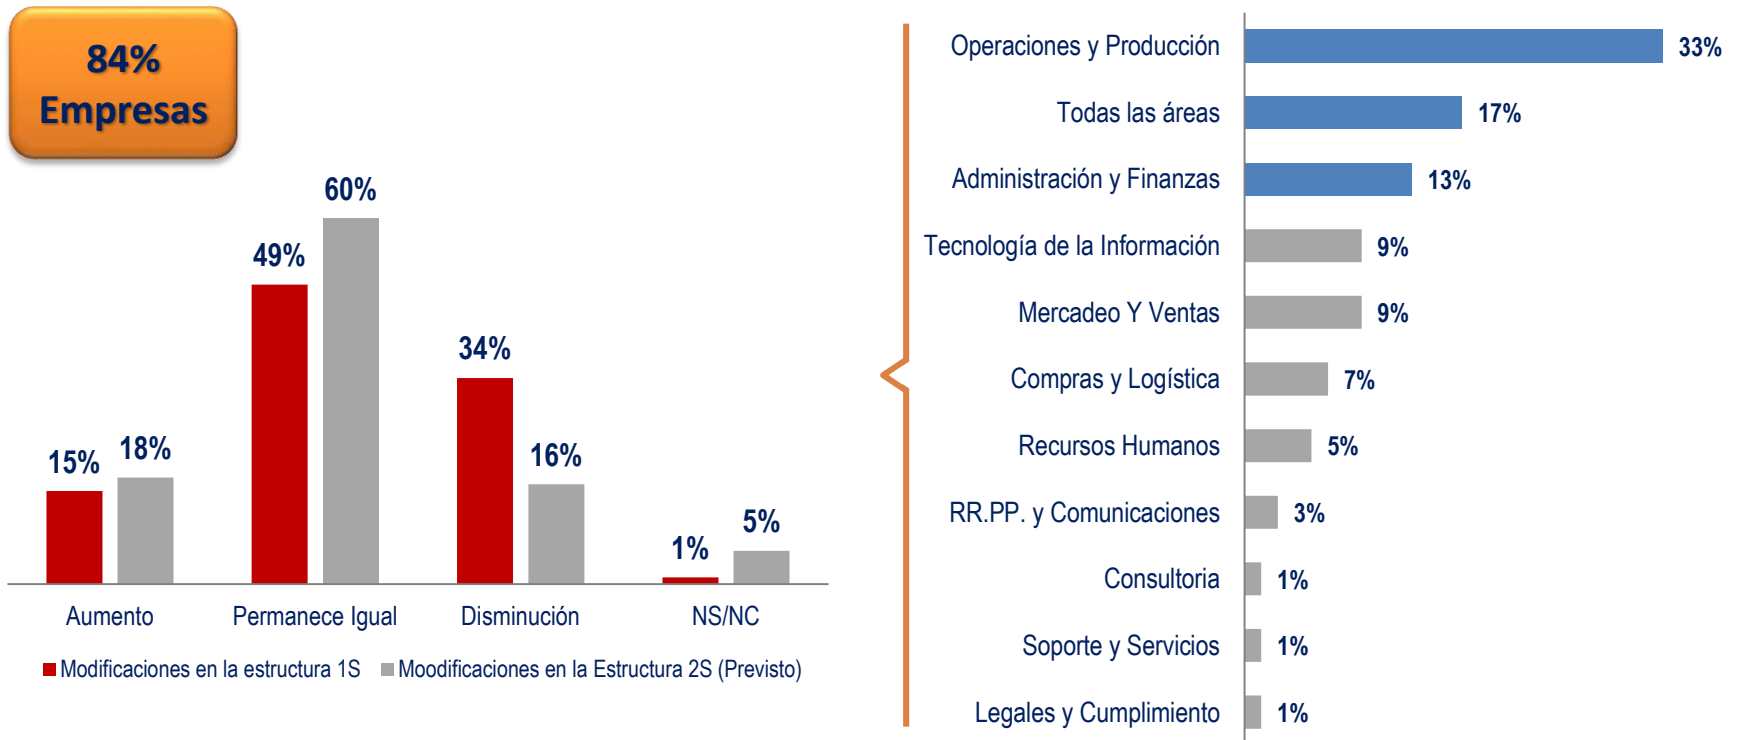 84%
Empresas
15%
18%
49%
60%
34%
16%
1%
5%
Aumento
Permanece Igual
Disminución
NS/NC
Modificaciones en la estructura 1S
Moodificaciones en la Estructura 2S (Previsto)
Operaciones y Producción 33%
Todas las áreas 17%
Administración y Finanzas 13%
Tecnología de la Información 9%
Mercadeo Y Ventas 9%
Compras y Logística 7%
Recursos Humanos 5%
RR.PP. y Comunicaciones 3%
Consultoria 1%
Soporte y Servicios 1%
Legales y Cumplimiento 1%